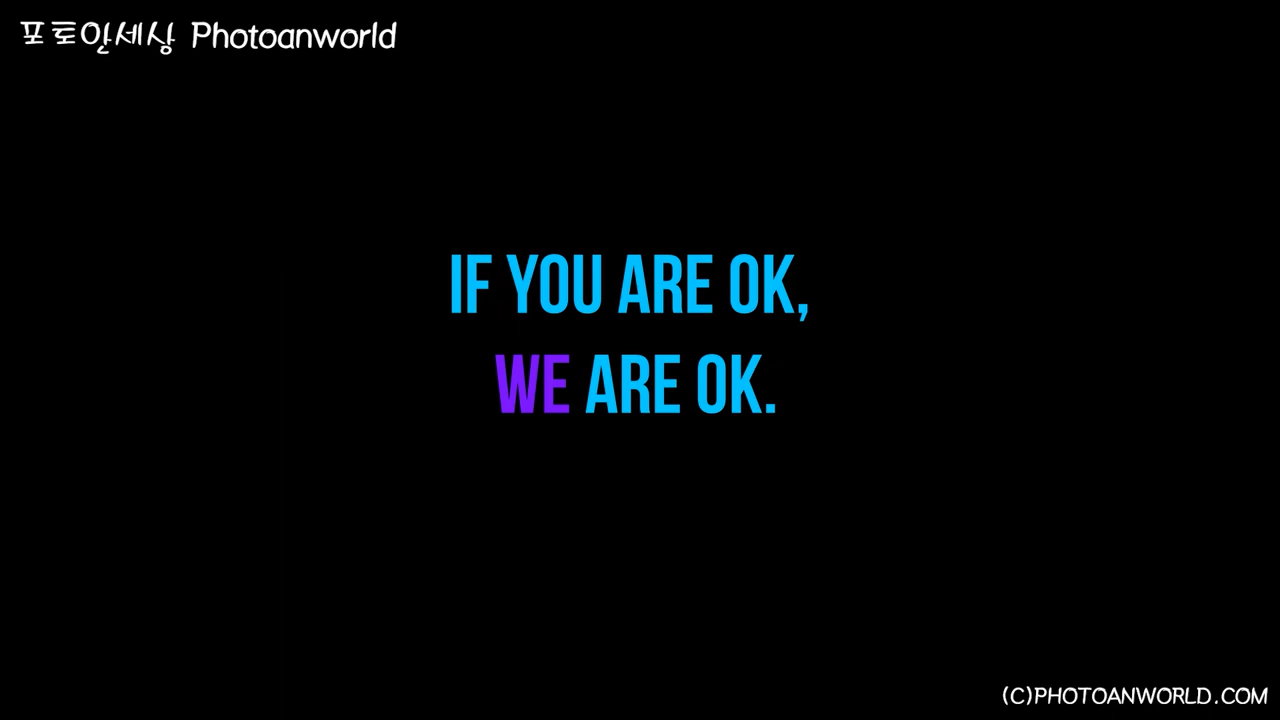 포토안세상 Photoanworld
IF YOU ARE OK,
WE ARE OK.
(C)PHOTOANWORLD.COM